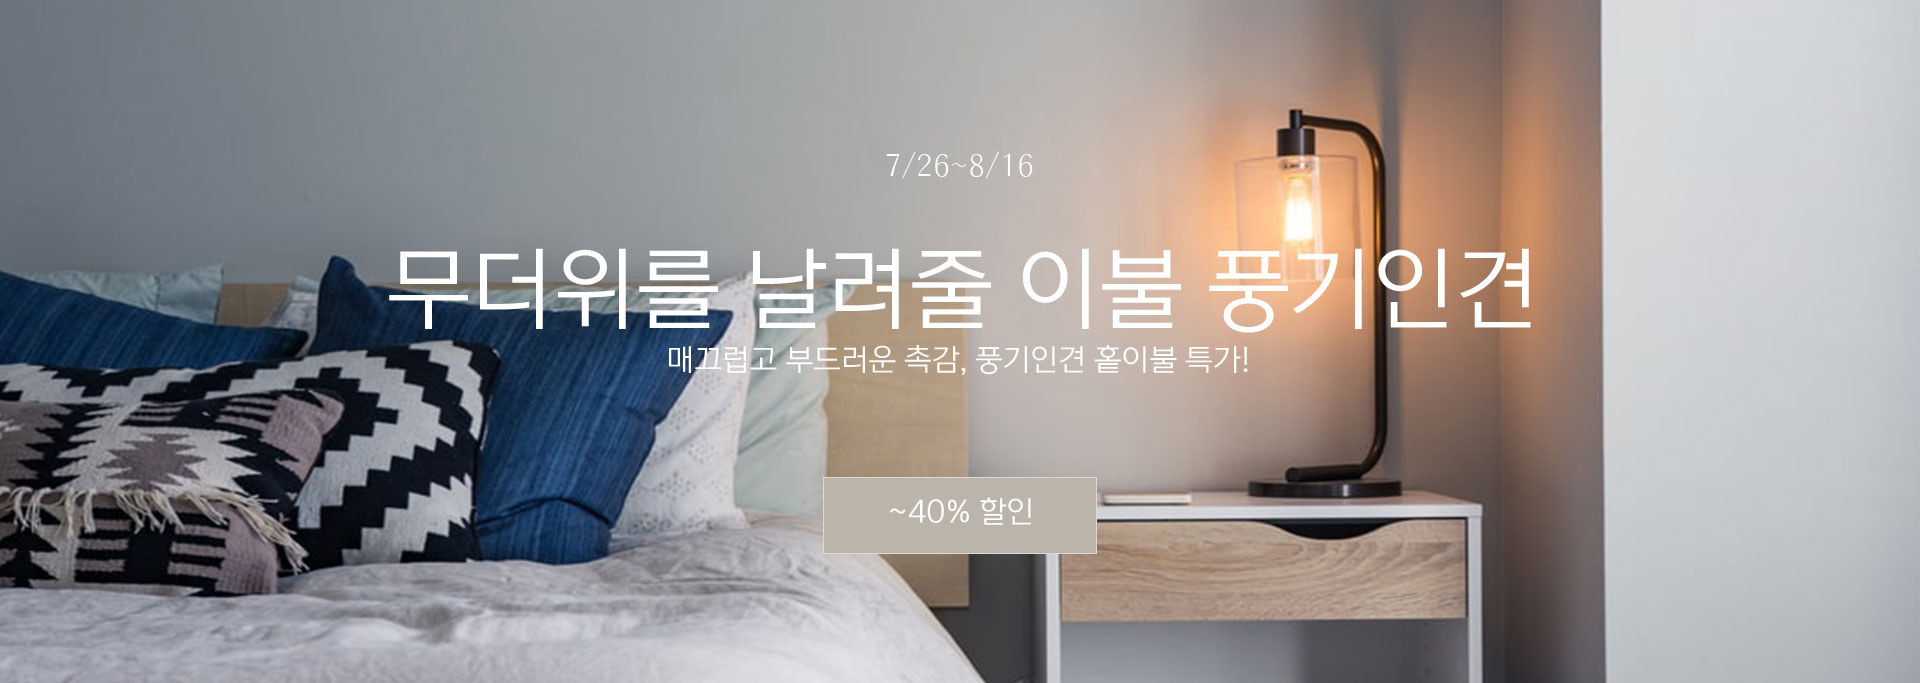 7/26~8/16
무더위를 날려줄 이불 풍기인견
매끄럽고 부드러운 촉감, 풍기인견 홑이불 특가!
~40% 할인